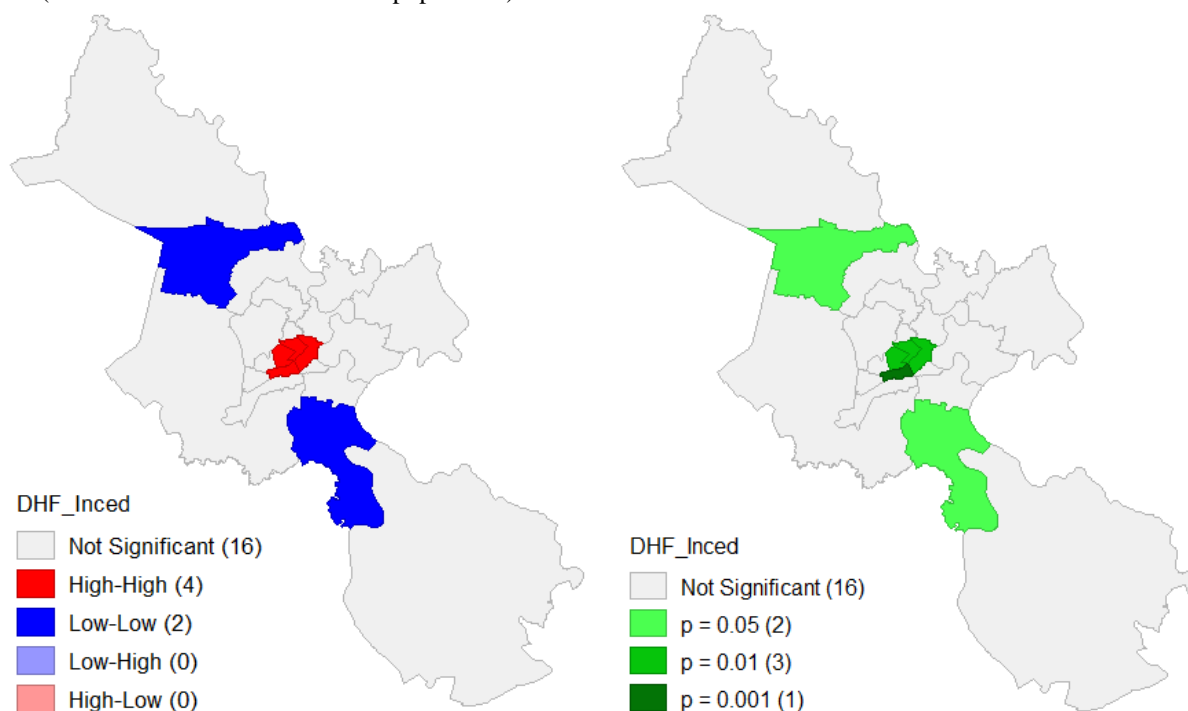 DHF_Inced
Not Significant (16)
High-High (4)
Low-Low (2)
Low-High (0)
High-Low (0)
DHF_Inced
Not Significant (16)
p = 0.05 (2)
p = 0.01 (3)
p = 0.001 (1)